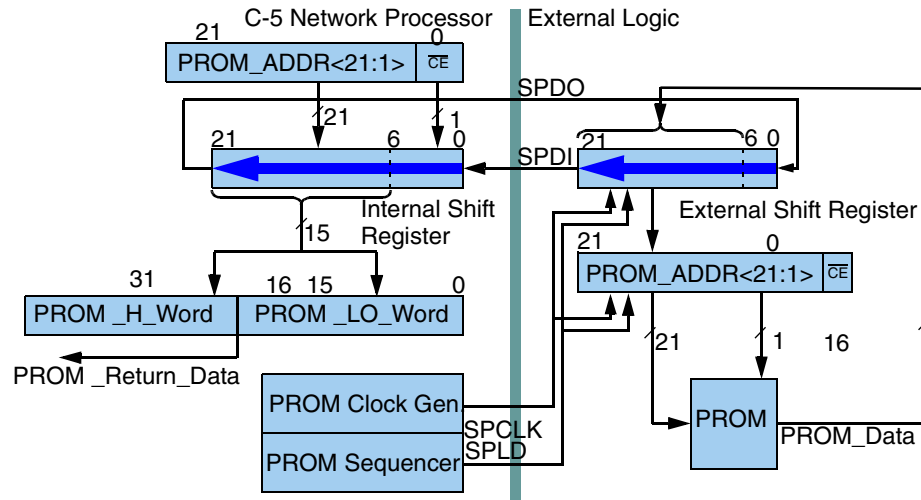 C-5 Network Processor
External Logic
21
0
PROM_ADDR<21:1>
CE
SPDO
21
1
21
6
0
SPDI
21
6
0
15
Internal Shift
Register
External Shift Register
21
0
PROM_ADDR<21:1>
CE
31
16
15
0
PROM _H_Word
PROM _LO_Word
21
1
16
PROM _Return_Data
PROM Clock Gen.
SPCLK
SPLD
PROM Sequencer
PROM
PROM_Data